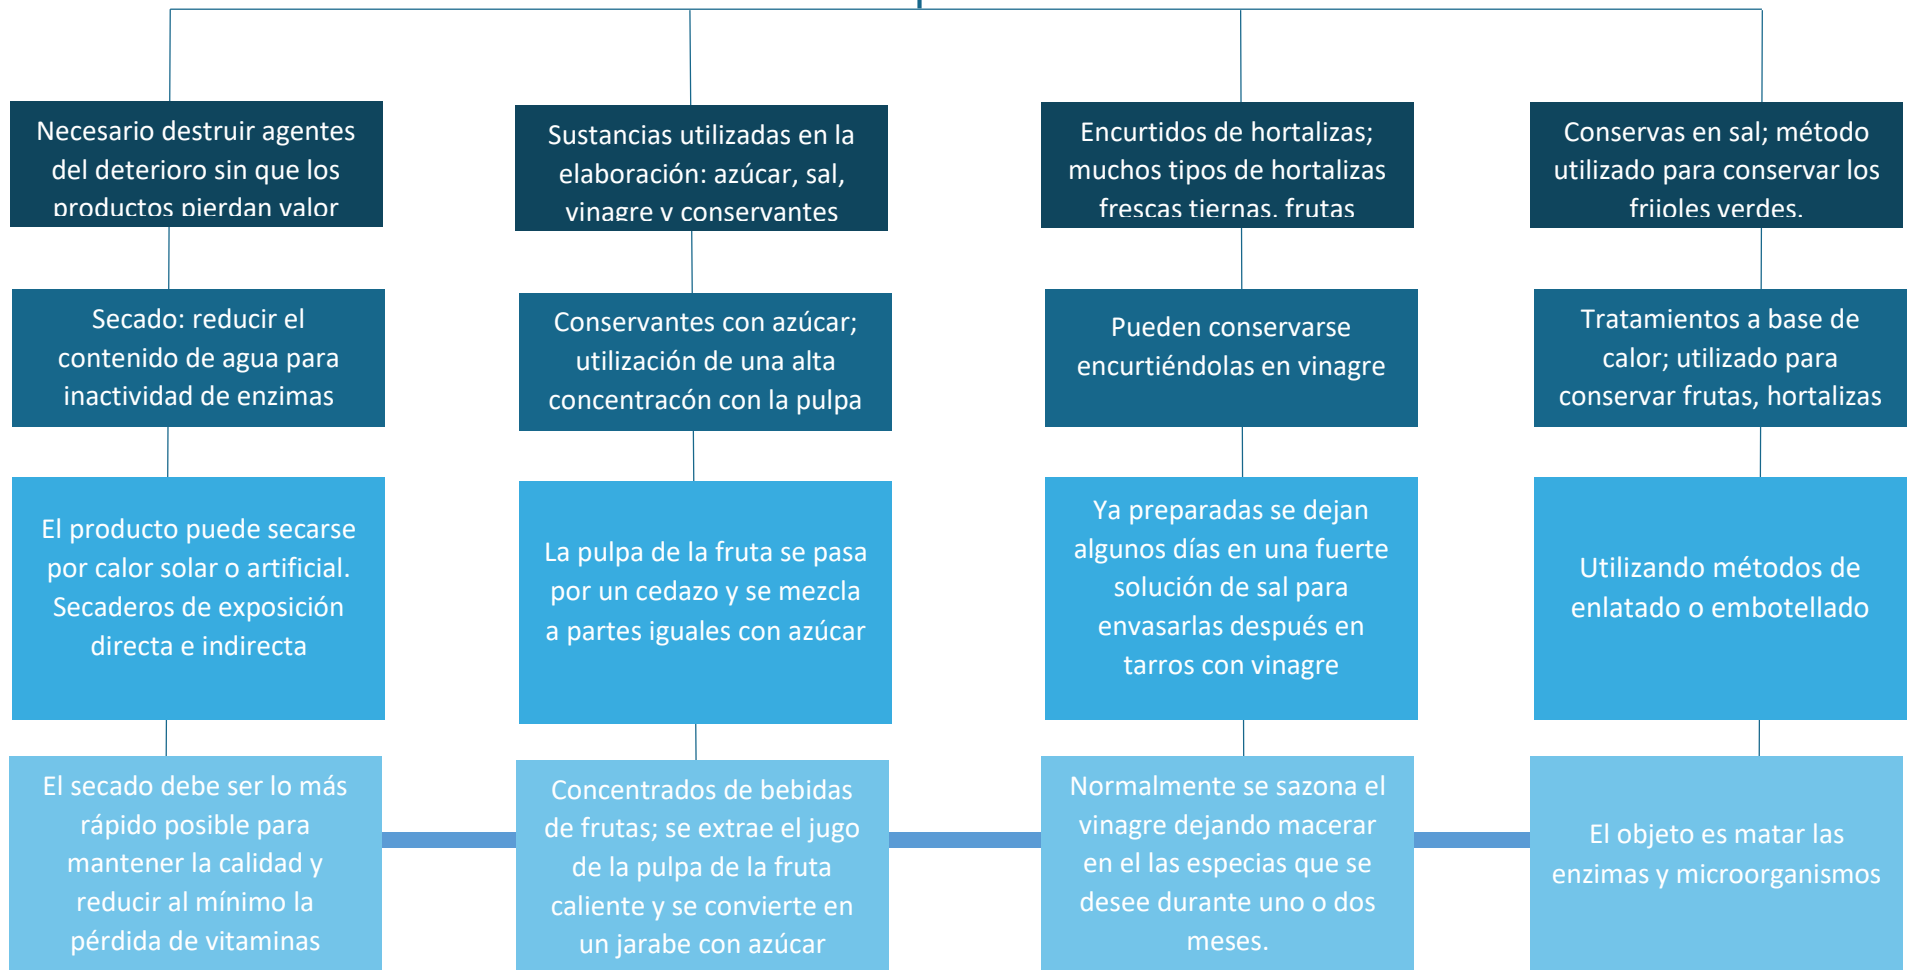 Necesario destruir agentes
del deterioro sin que los
productos pierdan valor
Sustancias utilizadas en la
elaboración: azúcar, sal,
vinagre y conservantes
Encurtidos de hortalizas;
muchos tipos de hortalizas
frescas tiernas, frutas
Conservas en sal; método
utilizado para conservar los
frijoles verdes.
Secado: reducir el
contenido de agua para
inactividad de enzimas
Conservantes con azúcar;
utilización de una alta
concentracón con la pulpa
Pueden conservarse
encurtiéndolas en vinagre
Tratamientos a base de
calor; utilizado para
conservar frutas, hortalizas
El producto puede secarse
por calor solar o artificial.
Secaderos de exposición
directa e indirecta
La pulpa de la fruta se pasa
por un cedazo y se mezcla
a partes iguales con azúcar
Ya preparadas se dejan
algunos días en una fuerte
solución de sal para
envasarlas después en
tarros con vinagre
Utilizando métodos de
enlatado o embotellado
El secado debe ser lo más
rápido posible para
mantener la calidad y
reducir al mínimo la
pérdida de vitaminas
Concentrados de bebidas
de frutas; se extrae el jugo
de la pulpa de la fruta
caliente y se convierte en
un jarabe con azúcar
Normalmente se sazona el
vinagre dejando macerar
en el las especias que se
desee durante uno o dos
meses.
El objeto es matar las
enzimas y microorganismos